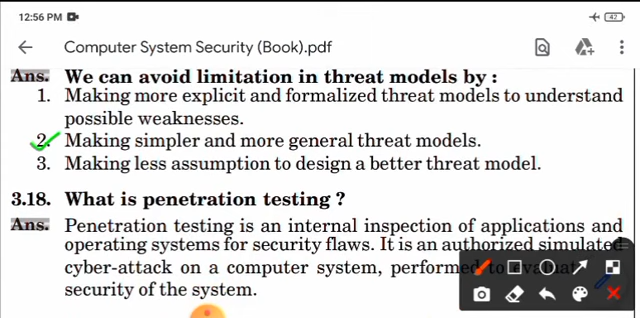 12:56 PM
42
Computer System Security (Book).pdf
Ans. We can avoid limitation in threat models by :
1. Making more explicit and formalized threat models to understand
possible weaknesses.
2. Making simpler and more general threat models.
3. Making less assumption to design a better threat model.
3.18. What is penetration testing ?
Ans. Penetration testing is an internal inspection of applications and
operating systems for security flaws. It is an authorized simulated
cyber-attack on a computer system, performed to evaluate
security of the system.